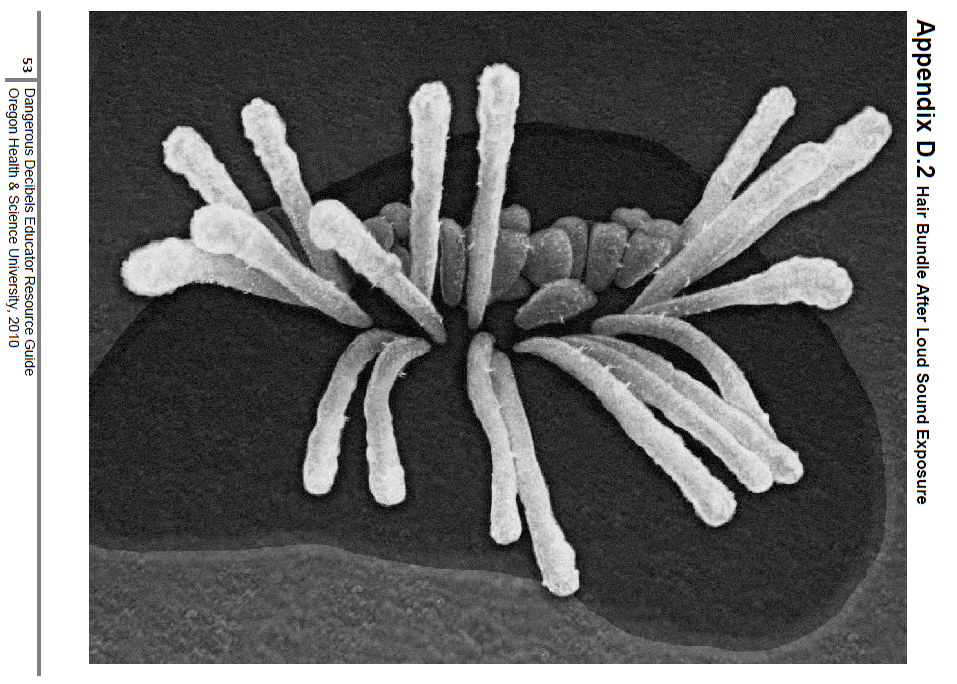 Appendix D.2 Hair Bundle After Loud Sound Exposure
53 Dangerous Decibels Educator Resource Guide
Oregon Health & Science University, 2010